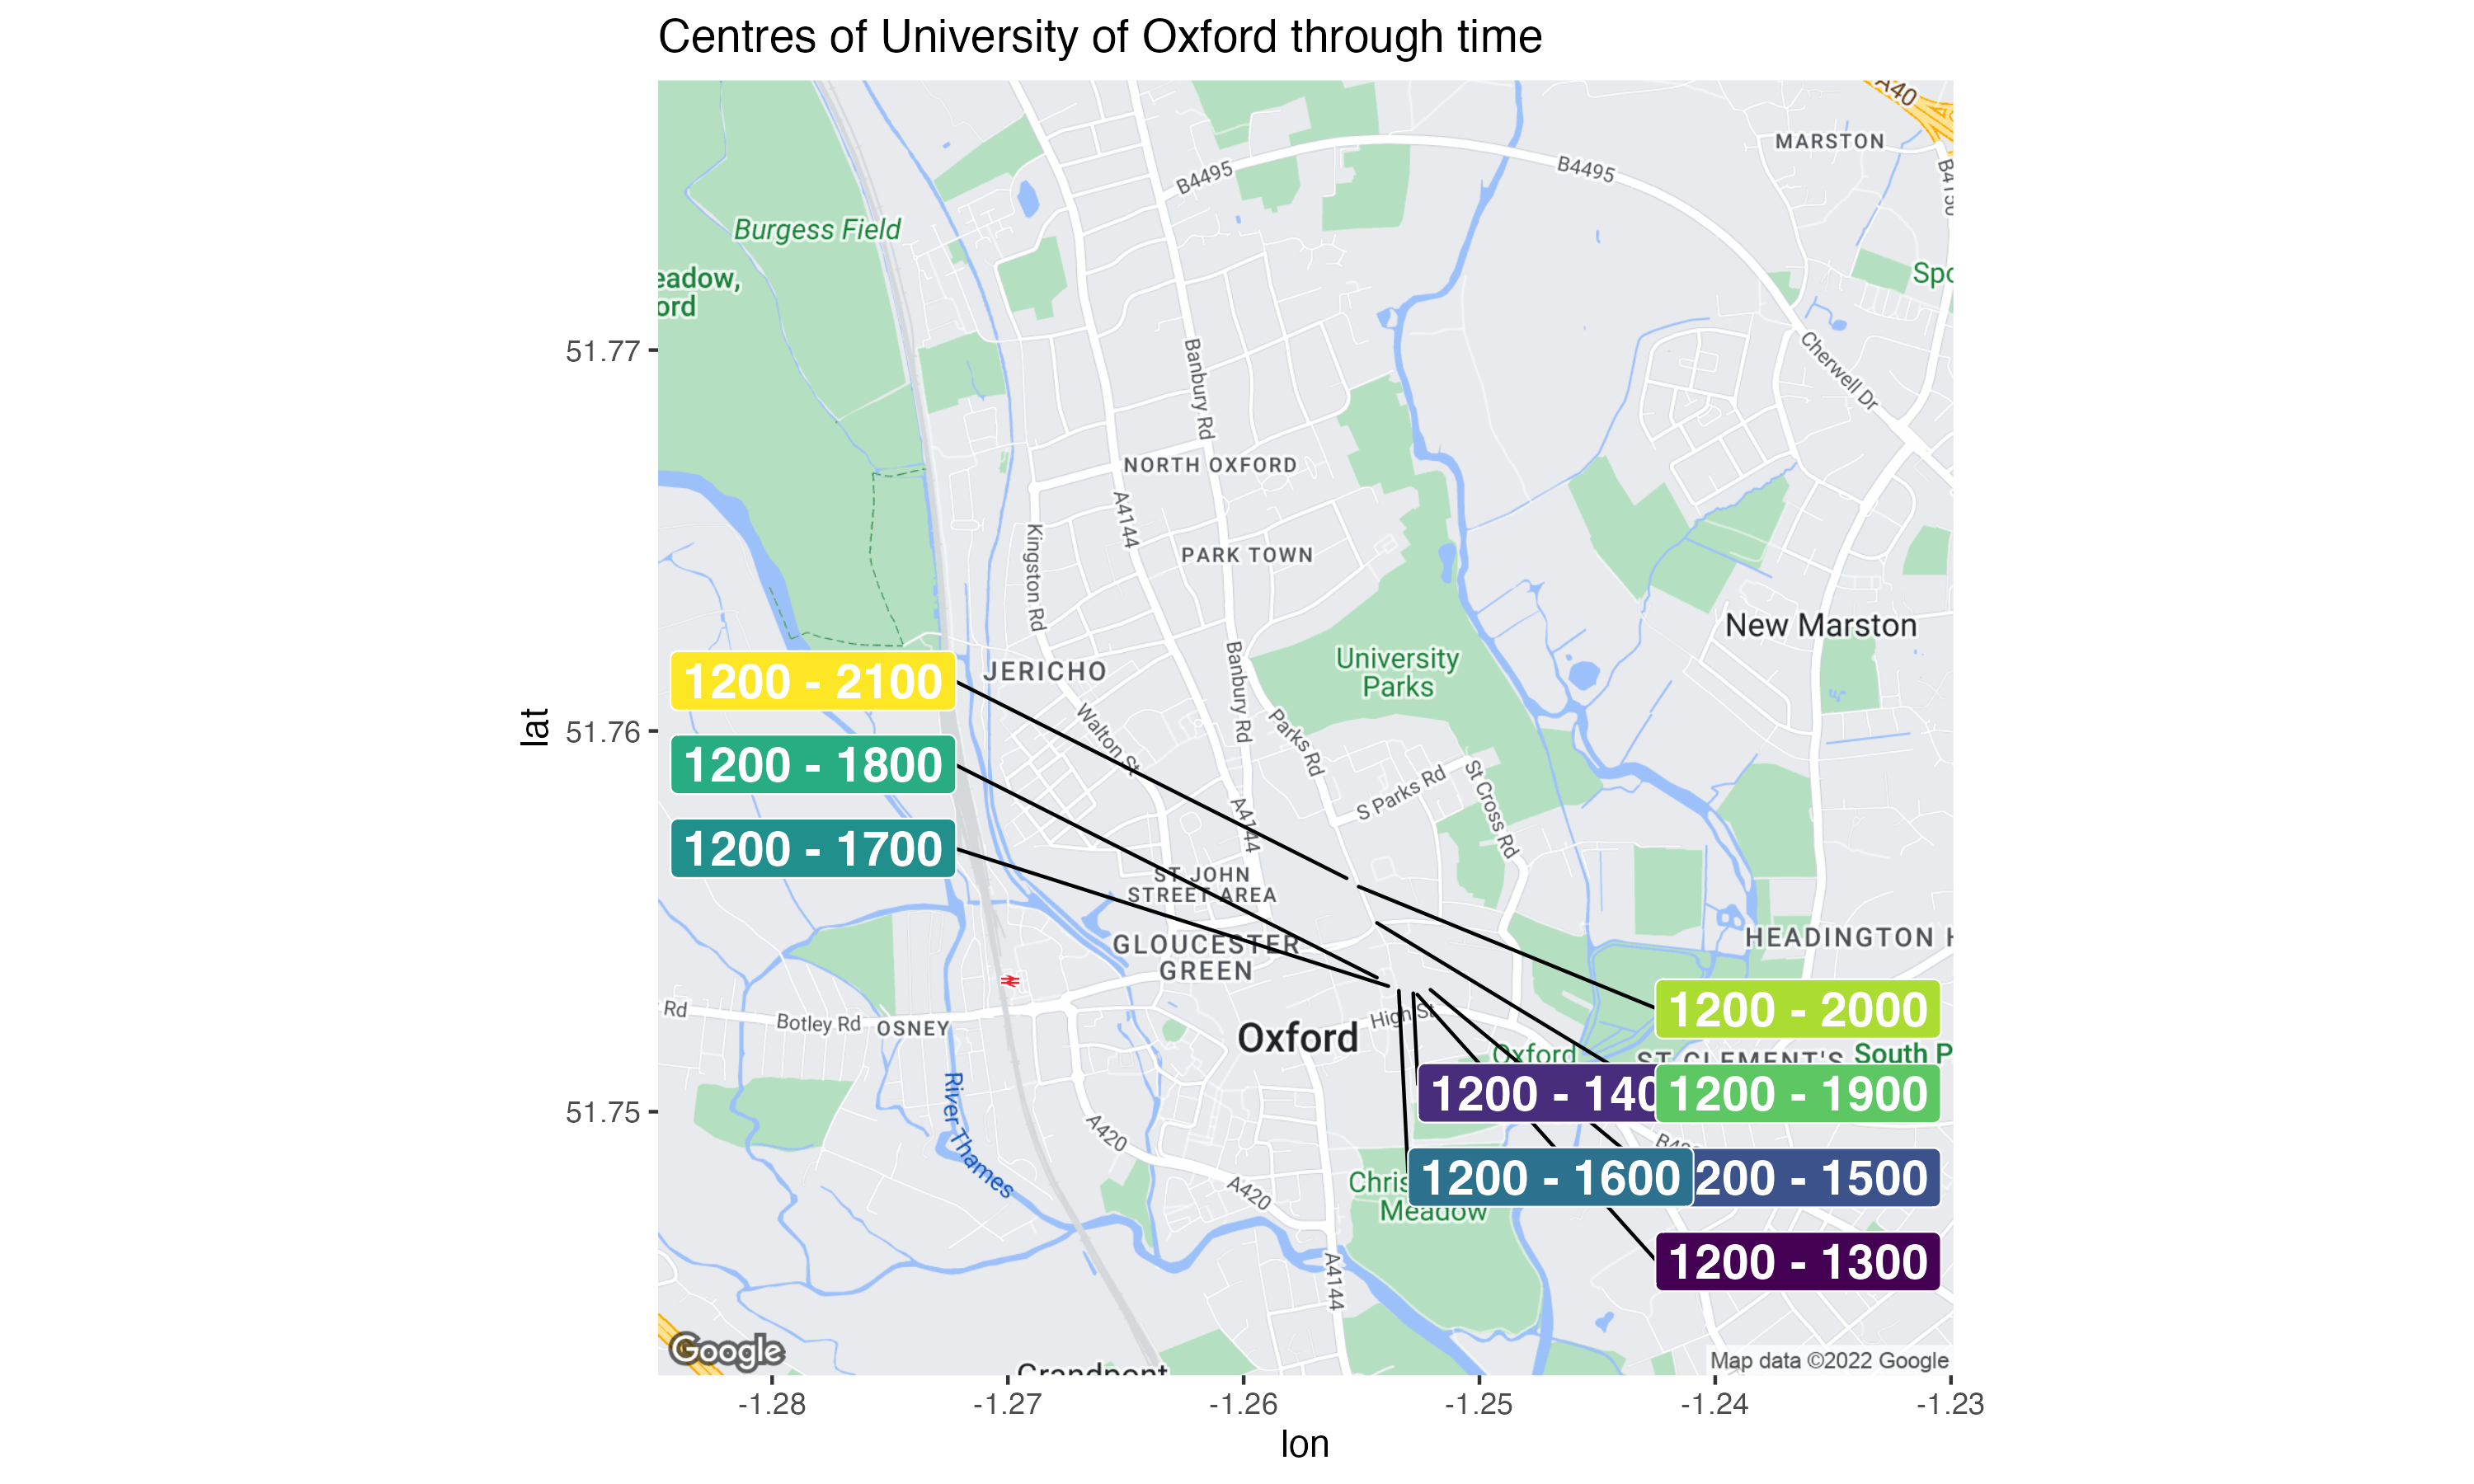 Centres of University of Oxford through time
A40
MARSTON
B4495
B4495
Burgess Field
eadow,
ord
Spo
51.77
Banbury Rd
Cherwell Dr
NORTH OXFORD
A4144
Kingston Rd
PARK TOWN
New Marston
University
Parks
JERICHO
Banbury Rd
1200 - 2100
Walton St
Parks Rd
lat
51.76
1200 - 1800
S Parks Rd
St Cross Rd
A4144
1200 - 1700
ST JOHN
STREET AREA
GLOUCESTER
GREEN
HEADINGTON H
Rd
Botley Rd
OSNEY
Oxford
High St
1200 - 2000
Oxford
ST CLEMENT'S
South P
1200 - 140
1200 - 1900
51.75
River Thames
A420
A420
Chris
Meadow
1200 - 1600
200 - 1500
1200 - 1300
A4144
Google
Grandpont
Map data ©2022 Google
-1.28
-1.27
-1.26
-1.25
-1.24
-1.23
lon